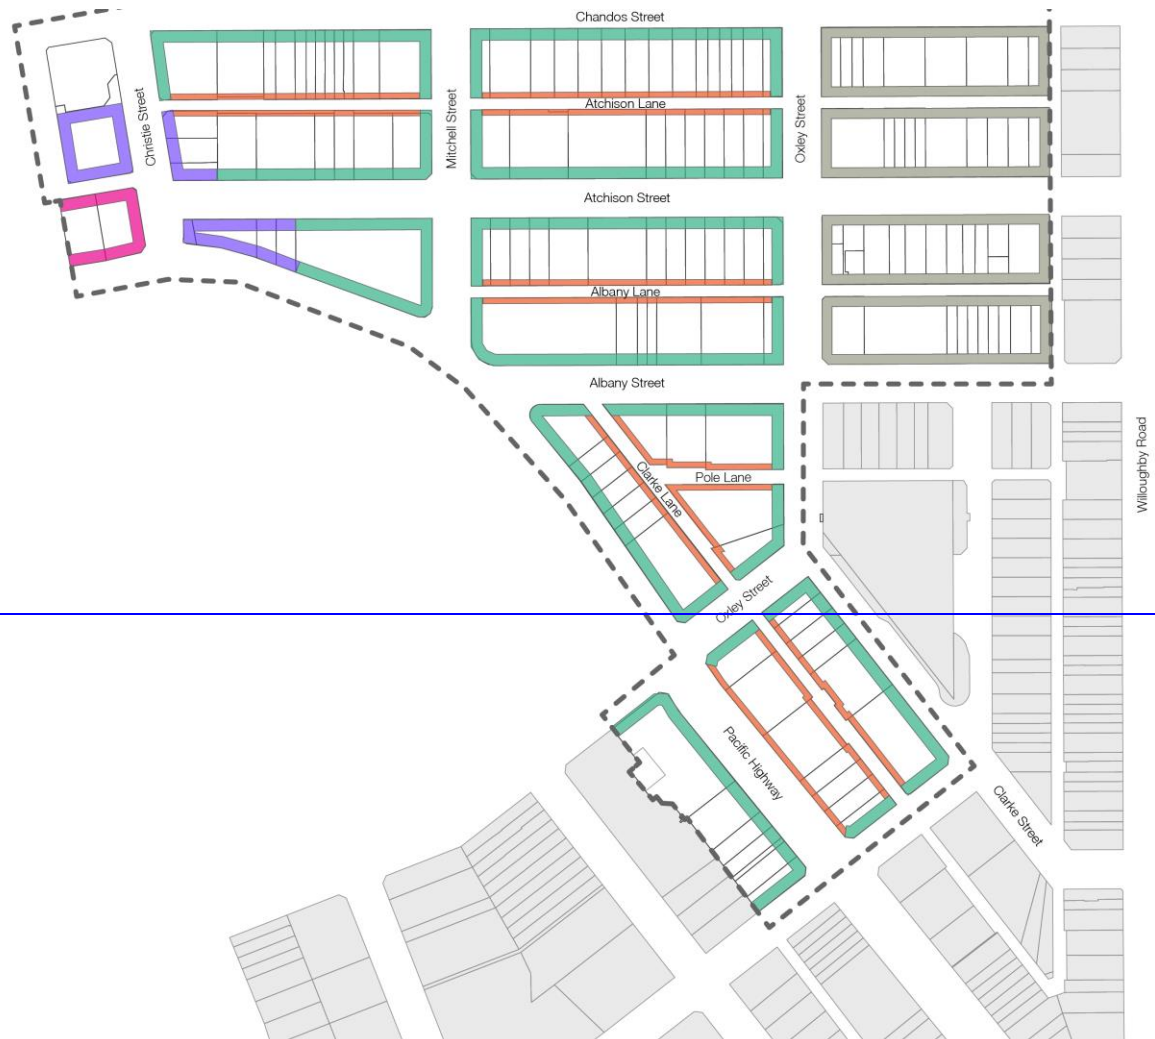 Chandos Street
Christie Street
Mitchell Street
Atchison Lane
Oxley Street
Atchison Street
Albany Lane
Albany Street
Willoughby Road
Clarke Lane
Pole Lane
Oxley Street
Pacific Highway
Clarke Street